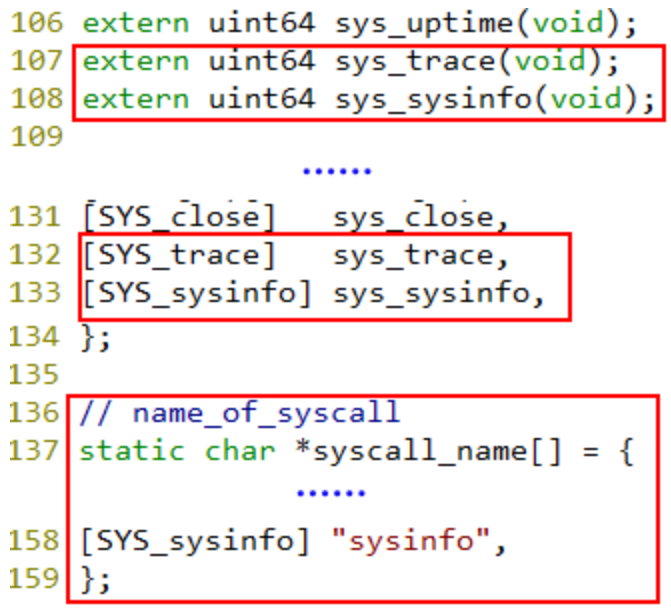 106 extern uint64 sys_uptime(void);
107 extern uint64 sys_trace(void);
108 extern uint64 sys_sysinfo(void);
109
......
131 [SYS_close]   sys_close,
132 [SYS_trace]   sys_trace,
133 [SYS_sysinfo] sys_sysinfo,
134 };
135
136 // name_of_syscall
137 static char *syscall_name[] = {
......
158 [SYS_sysinfo] "sysinfo",
159 };